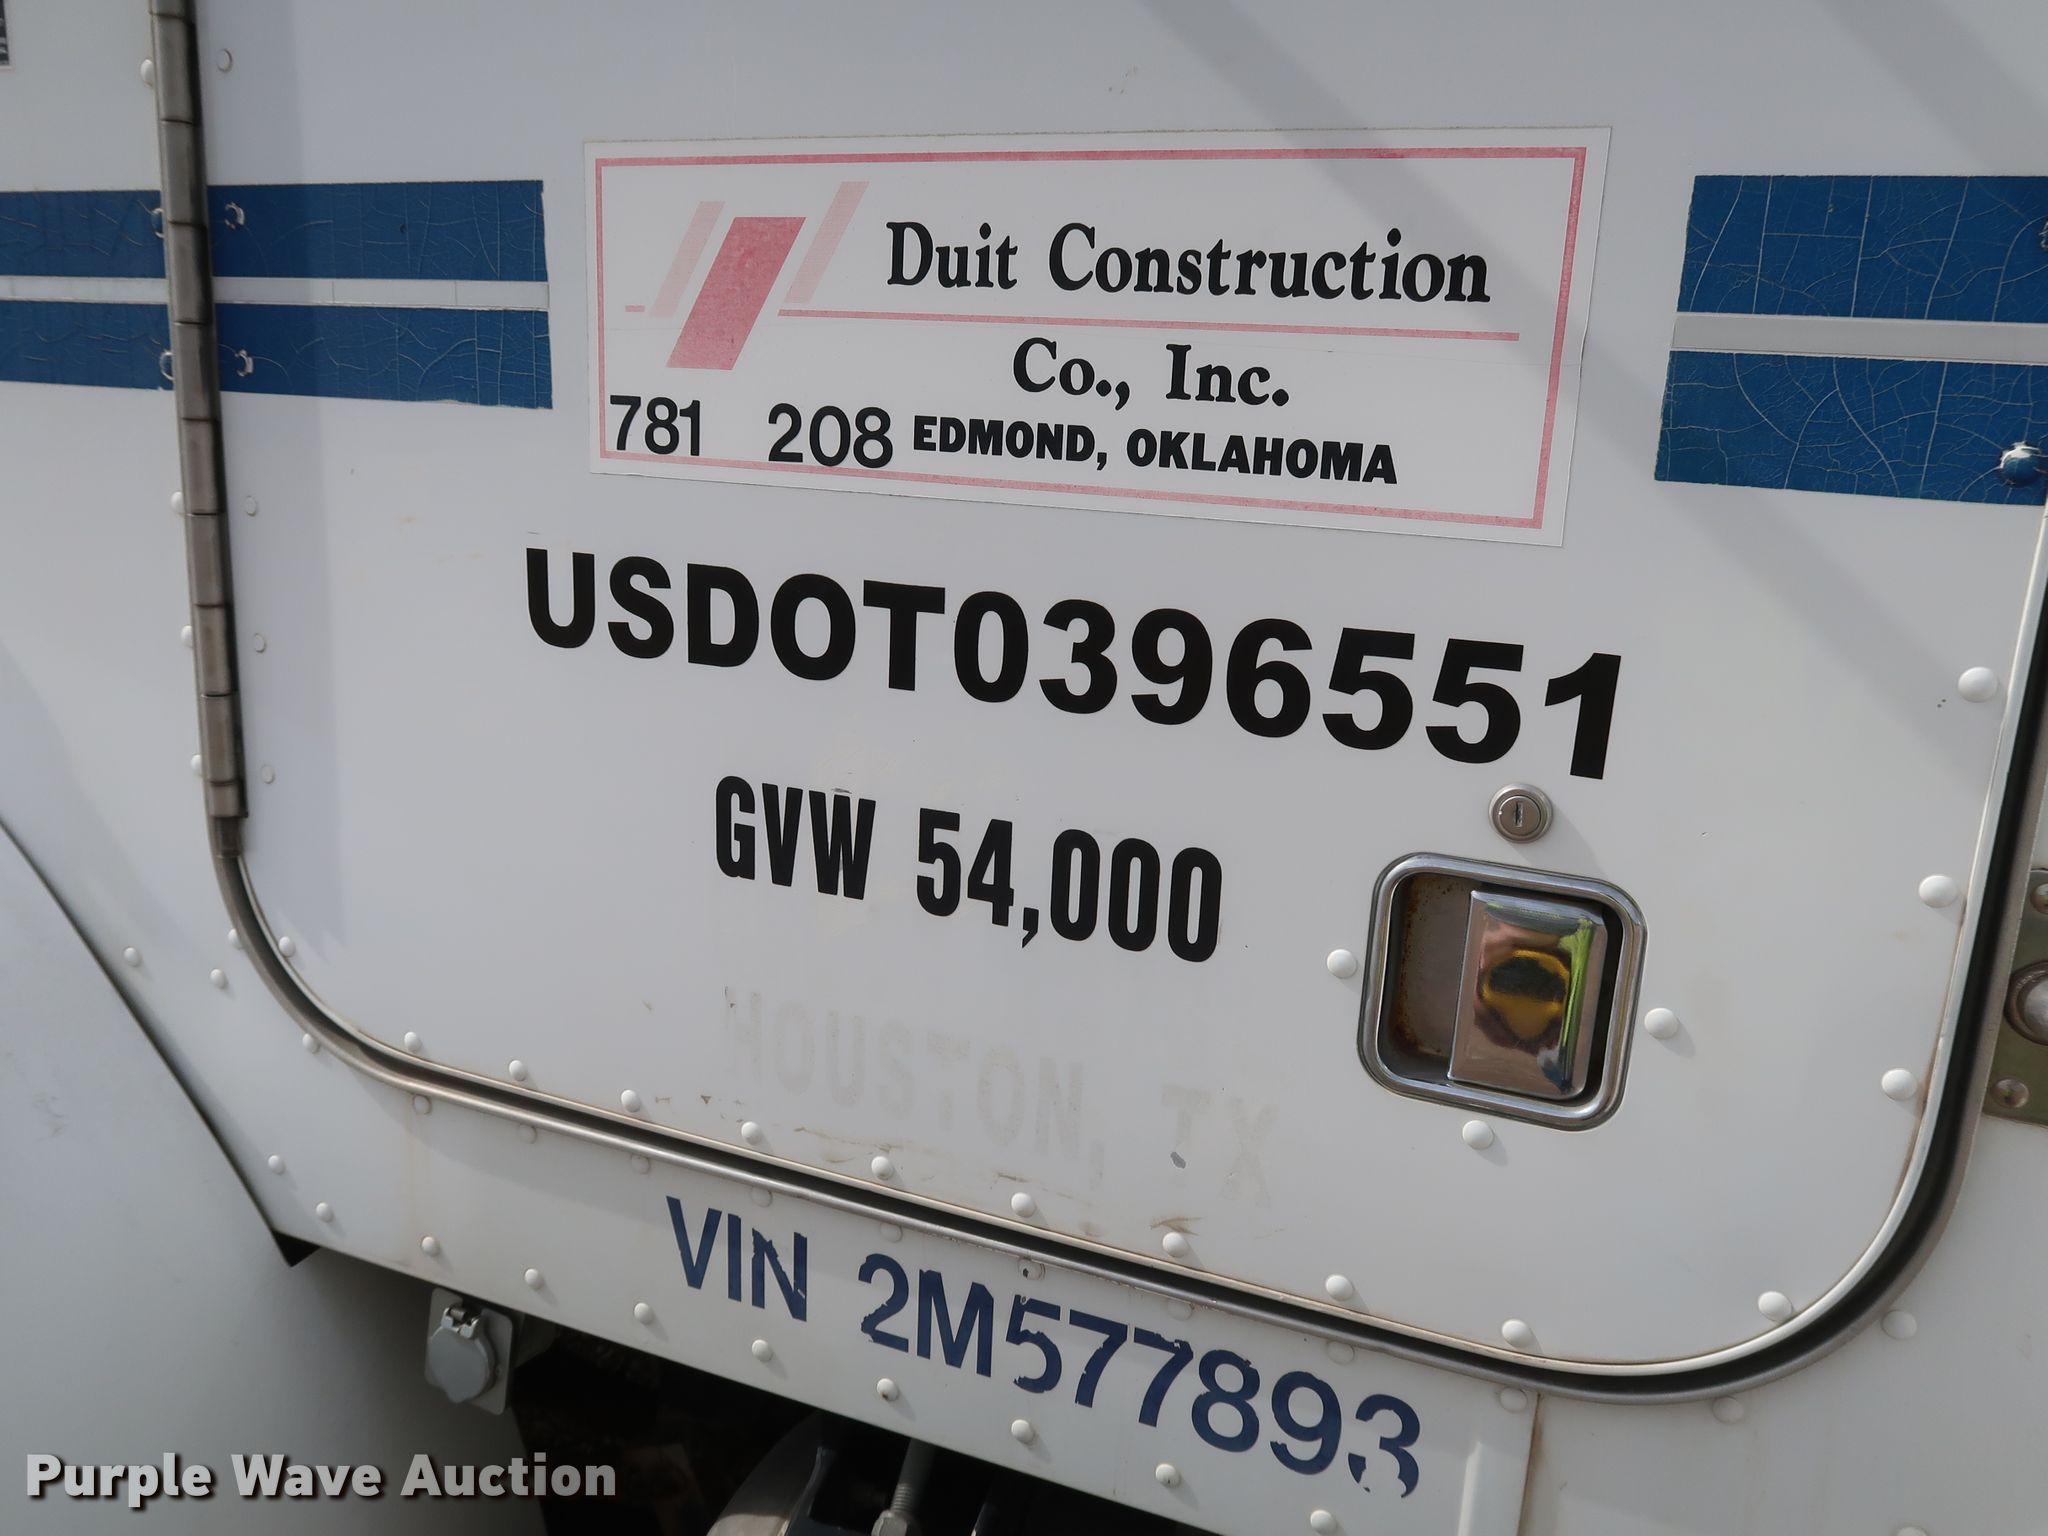 Duit Construction
Co., Inc.
781 208 EDMOND, OKLAHOMA
USDOT0396551
GVW 54,000
HOUSTON, TX
VIN 2M577893
Purple Wave Auction